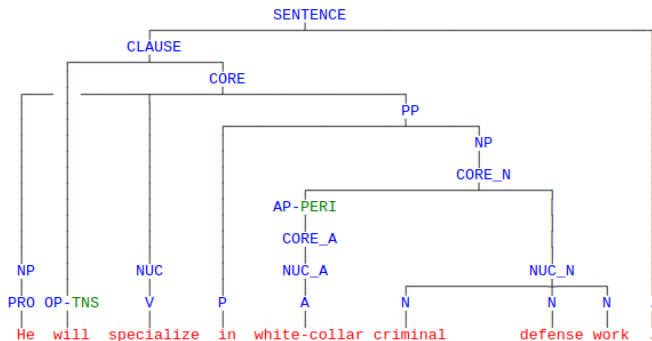 SENTENCE
CLAUSE
CORE
PP
NP
CORE_N
AP-PERI
CORE_A
NP NUC NUC_A NUC_N
PRO OP-TNS V P A N N N .
He will specialize in white-collar criminal defense work .